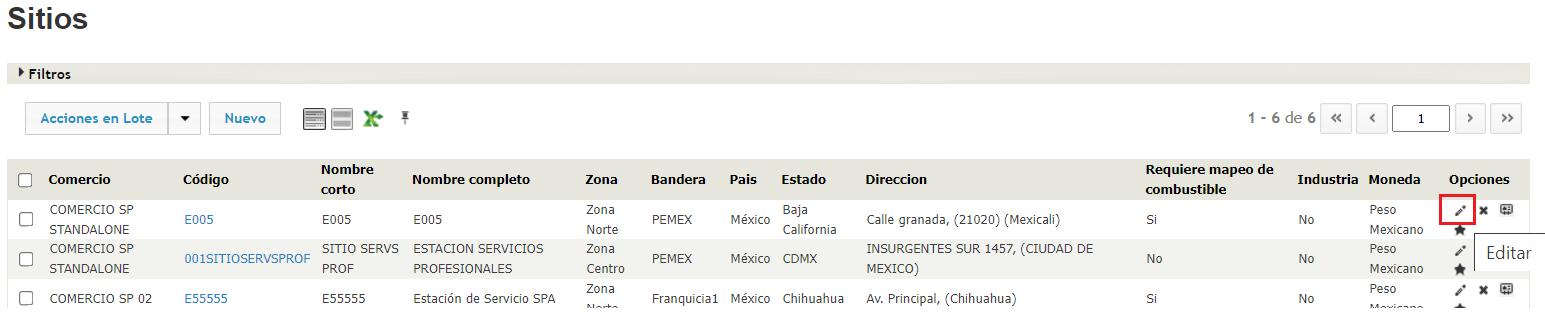 Sitios
Filtros
Acciones en Lote Nuevo 1 - 6 de 6 « ‹ 1 › »
Comercio Código Nombre corto Nombre completo Zona Bandera Pais Estado Direccion Requiere mapeo de combustible Industria Moneda Opciones
COMERCIO SP STANDALONE E005 E005 E005 Zona Norte PEMEX México Baja California Calle granada, (21020) (Mexicali) Si No Peso Mexicano
Editar
COMERCIO SP STANDALONE 001SITIOSERVSPROF SITIO SERVS PROF ESTACION SERVICIOS PROFESIONALES Zona Centro PEMEX México CDMX INSURGENTES SUR 1457, (CIUDAD DE MEXICO) No No Peso Mexicano
COMERCIO SP 02 E55555 E55555 Estación de Servicio SPA Zona Norte Franquicia1 México Chihuahua Av. Principal, (Chihuahua) Si No Peso Mexicano